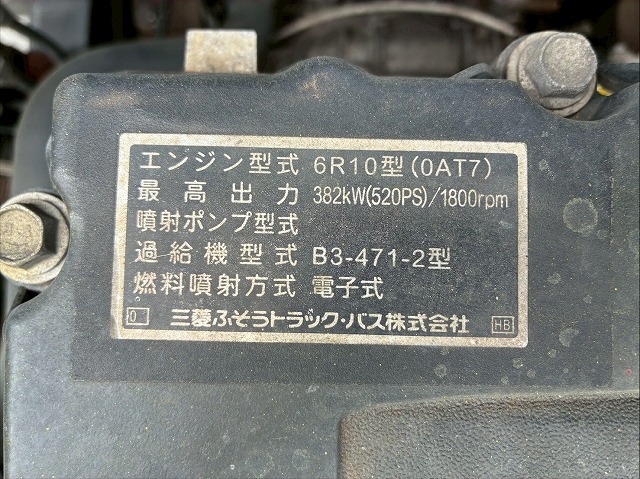 エンジン型式 6R10型(0AT7)
最高出力 382kW(520PS)/1800rpm
噴射ポンプ型式
過給機型式 B3-471-2型
燃料噴射方式 電子式
0 三菱ふそうトラック・バス株式会社 HB